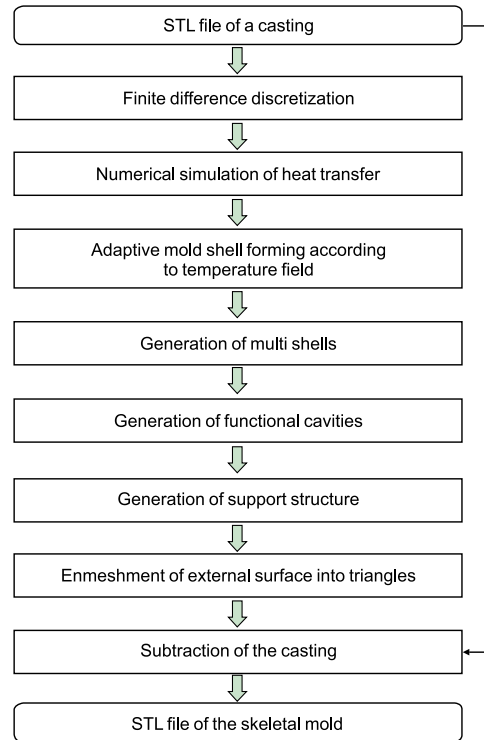 STL file of a casting
Finite difference discretization
Numerical simulation of heat transfer
Adaptive mold shell forming according
to temperature field
Generation of multi shells
Generation of functional cavities
Generation of support structure
Enmeshment of external surface into triangles
Subtraction of the casting
STL file of the skeletal mold